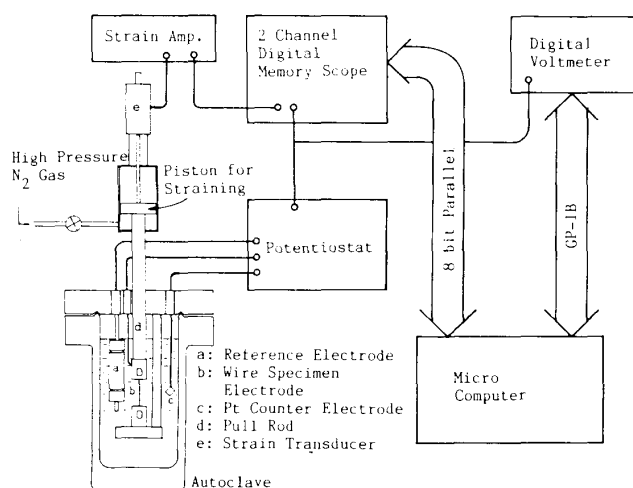 Strain Amp.
2 Channel
Digital
Memory Scope
Digital
Voltmeter
e
High Pressure
N2 Gas
Piston for
Straining
Potentiostat
8 bit Parallel
GP-IB
d
a
b
c
a: Reference Electrode
b: Wire Specimen
Electrode
c: Pt Counter Electrode
d: Pull Rod
e: Strain Transducer
Micro
Computer
Autoclave